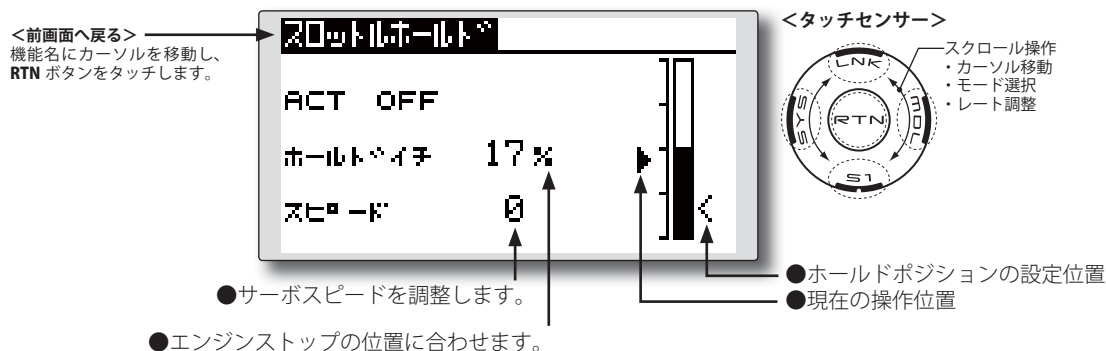 <前画面へ戻る>
機能名にカーソルを移動し、
RTN ボタンをタッチします。
スロットルホールド
ACT OFF
ホールドイチ 17%
スピード 0
<タッチセンサー>
スクロール操作
・カーソル移動
・モード選択
・レート調整
LNK
SYS
RTN
MDL
S1
●ホールドポジションの設定位置
●現在の操作位置
●サーボスピードを調整します。
●エンジンストップの位置に合わせます。